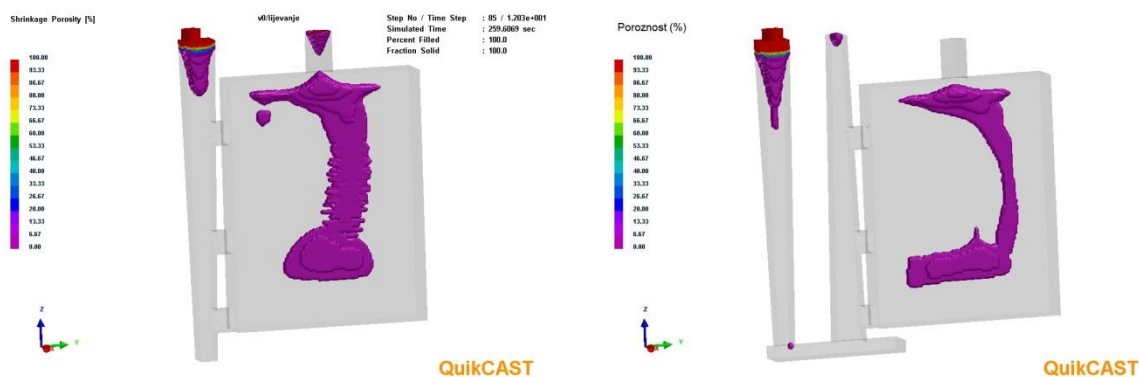 Shrinkage Porosity [%]
v0/lijevanje
Step No / Time Step : 85 / 1.203e+001
Simulated Time : 259.6069 sec
Percent Filled : 100.0
Fraction Solid : 100.0
100.00
93.33
86.67
80.00
73.33
66.67
60.00
53.33
46.67
40.00
33.33
26.67
20.00
13.33
6.67
0.00
Z
X
Y
QuikCAST
Poroznost (%)
100.00
93.33
86.67
80.00
73.33
66.67
60.00
53.33
46.67
40.00
33.33
26.67
20.00
13.33
6.67
0.00
Z
X
Y
QuikCAST